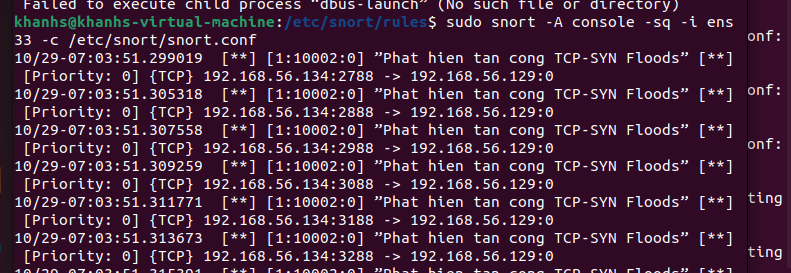 Failed to execute child process “dbus-launch” (No such file or directory)
khanhs@khanhs-virtual-machine:/etc/snort/rules$ sudo snort -A console -sq -i ens
33 -c /etc/snort/snort.conf
10/29-07:03:51.299019  [**] [1:10002:0] ”Phat hien tan cong TCP-SYN Floods” [**]
 [Priority: 0] {TCP} 192.168.56.134:2788 -> 192.168.56.129:0
10/29-07:03:51.305318  [**] [1:10002:0] ”Phat hien tan cong TCP-SYN Floods” [**]
 [Priority: 0] {TCP} 192.168.56.134:2888 -> 192.168.56.129:0
10/29-07:03:51.307558  [**] [1:10002:0] ”Phat hien tan cong TCP-SYN Floods” [**]
 [Priority: 0] {TCP} 192.168.56.134:2988 -> 192.168.56.129:0
10/29-07:03:51.309259  [**] [1:10002:0] ”Phat hien tan cong TCP-SYN Floods” [**]
 [Priority: 0] {TCP} 192.168.56.134:3088 -> 192.168.56.129:0
10/29-07:03:51.311771  [**] [1:10002:0] ”Phat hien tan cong TCP-SYN Floods” [**]
 [Priority: 0] {TCP} 192.168.56.134:3188 -> 192.168.56.129:0
10/29-07:03:51.313673  [**] [1:10002:0] ”Phat hien tan cong TCP-SYN Floods” [**]
 [Priority: 0] {TCP} 192.168.56.134:3288 -> 192.168.56.129:0
onf:
onf:
onf:
ting
ting